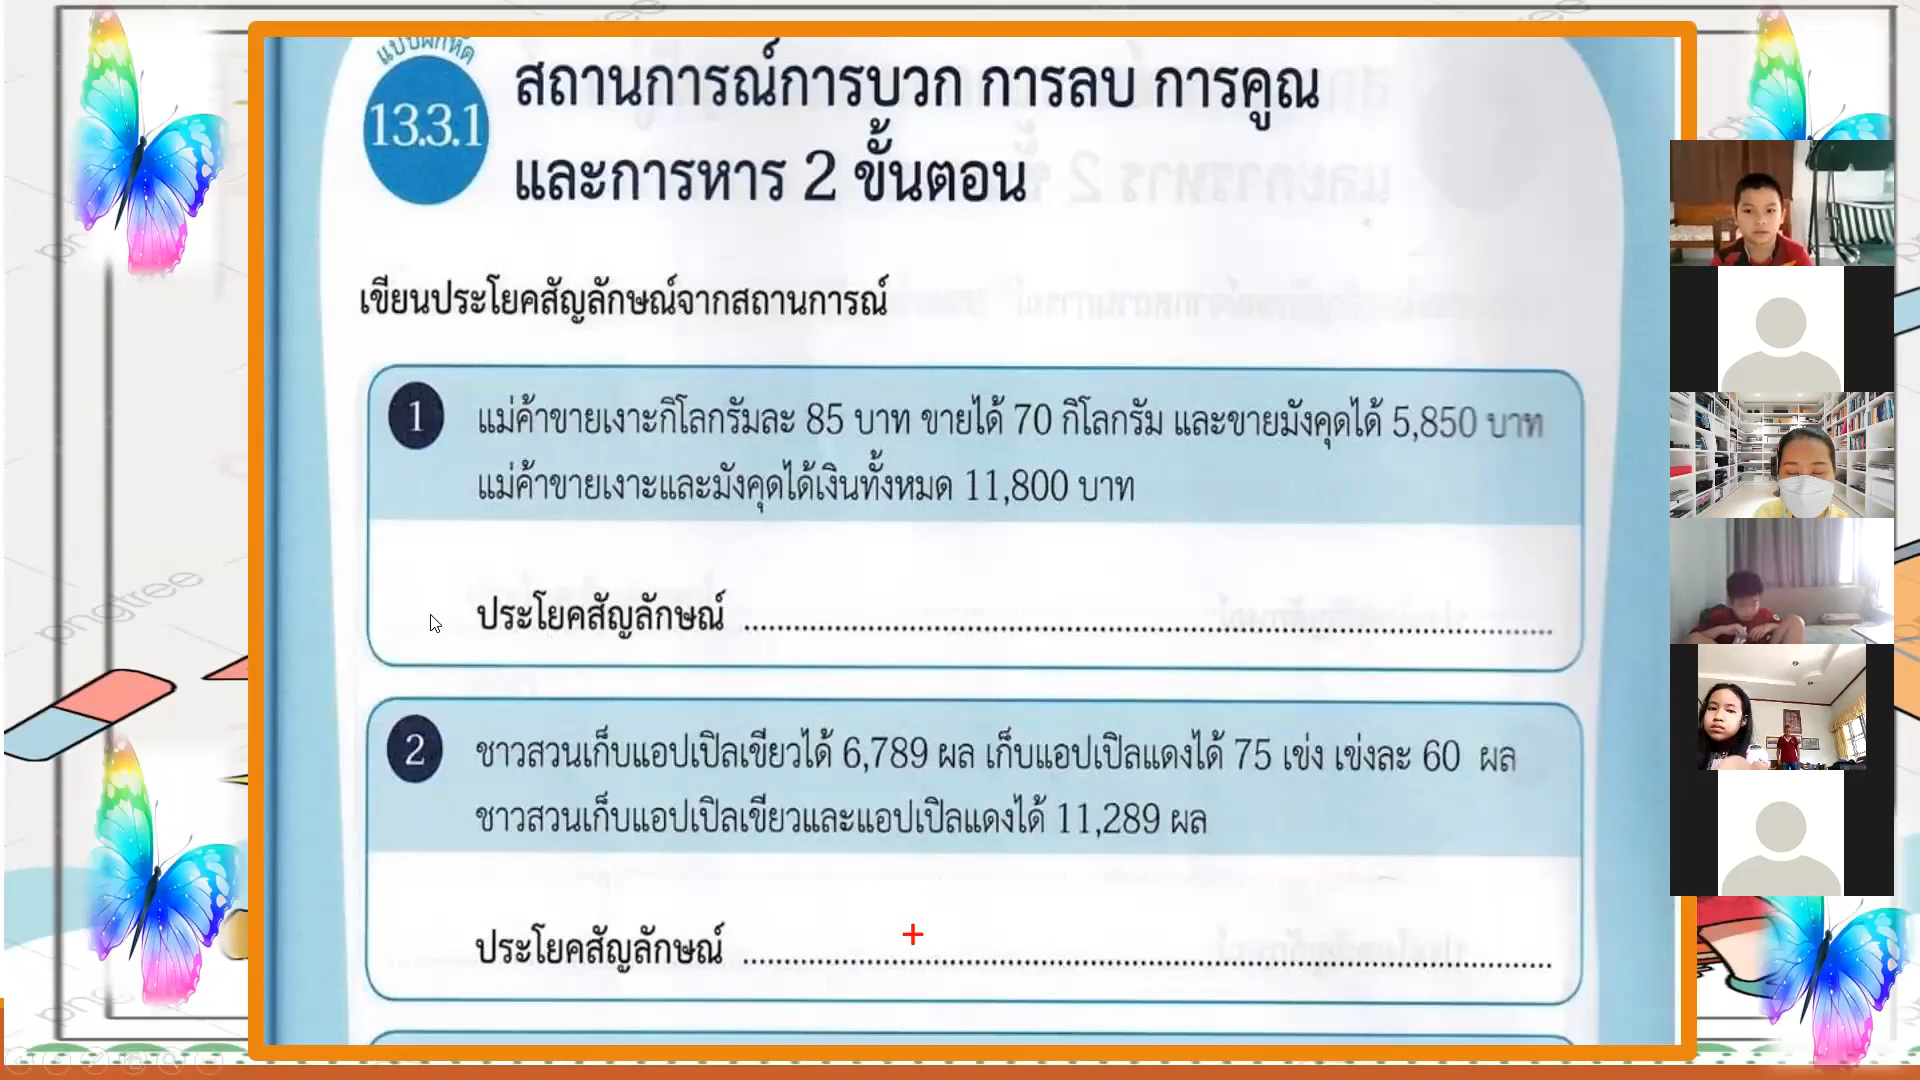 แบบฝึกหัด
13.3.1
สถานการณ์การบวก การลบ การคูณ
และการหาร 2 ขั้นตอน
เขียนประโยคสัญลักษณ์จากสถานการณ์
1 แม่ค้าขายเงาะกิโลกรัมละ 85 บาท ขายได้ 70 กิโลกรัม และขายมังคุดได้ 5,850 บาท
แม่ค้าขายเงาะและมังคุดได้เงินทั้งหมด 11,800 บาท
ประโยคสัญลักษณ์ ........................................
2 ชาวสวนเก็บแอปเปิลเขียวได้ 6,789 ผล เก็บแอปเปิลแดงได้ 75 เข่ง เข่งละ 60 ผล
ชาวสวนเก็บแอปเปิลเขียวและแอปเปิลแดงได้ 11,289 ผล
+
ประโยคสัญลักษณ์ ........................................
pngtree